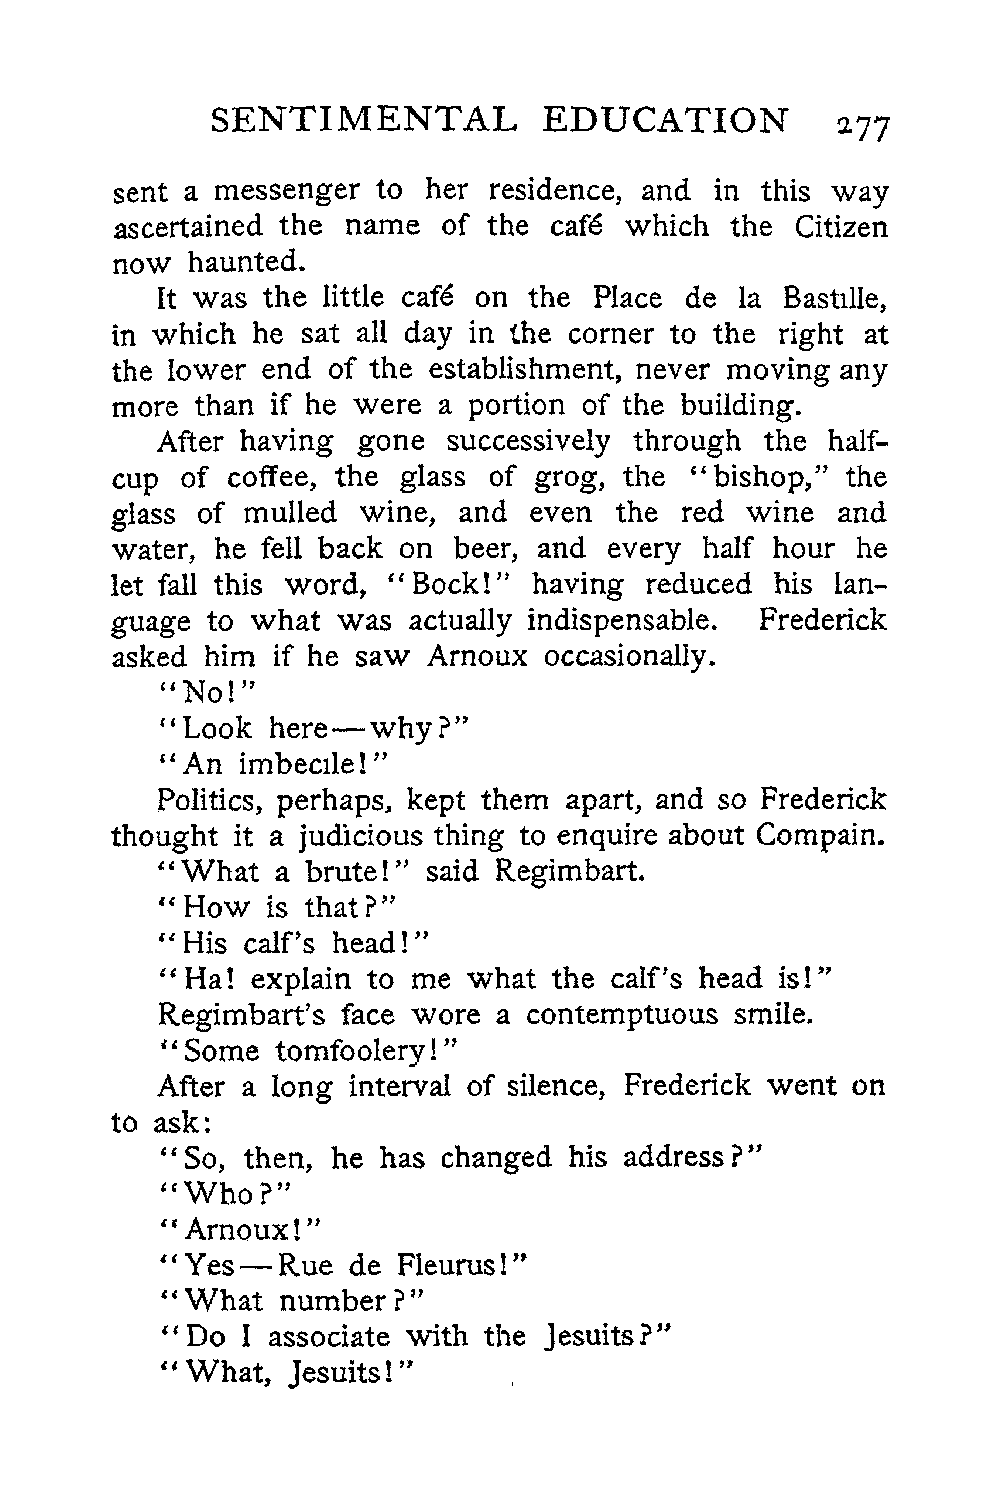 SENTIMENTAL EDUCATION 277
sent a messenger to her residence, and in this way
ascertained the name of the café which the Citizen
now haunted.
It was the little café on the Place de la Bastille,
in which he sat all day in the corner to the right at
the lower end of the establishment, never moving any
more than if he were a portion of the building.
After having gone successively through the half-
cup of coffee, the glass of grog, the “bishop,” the
glass of mulled wine, and even the red wine and
water, he fell back on beer, and every half hour he
let fall this word, “Bock!” having reduced his lan-
guage to what was actually indispensable. Frederick
asked him if he saw Arnoux occasionally.
“No!”
“Look here—why?”
“An imbecile!”
Politics, perhaps, kept them apart, and so Frederick
thought it a judicious thing to enquire about Compain.
“What a brute!” said Regimbart.
“How is that?”
“His calf’s head!”
“Ha! explain to me what the calf’s head is!”
Regimbart’s face wore a contemptuous smile.
“Some tomfoolery!”
After a long interval of silence, Frederick went on
to ask:
“So, then, he has changed his address?”
“Who?”
“Arnoux!”
“Yes—Rue de Fleurus!”
“What number?”
“Do I associate with the Jesuits?”
“What, Jesuits!”